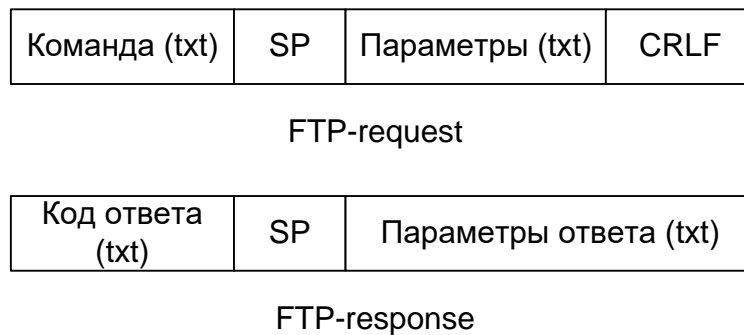 Команда (txt) SP Параметры (txt) CRLF
FTP-request
Код ответа
(txt) SP Параметры ответа (txt)
FTP-response